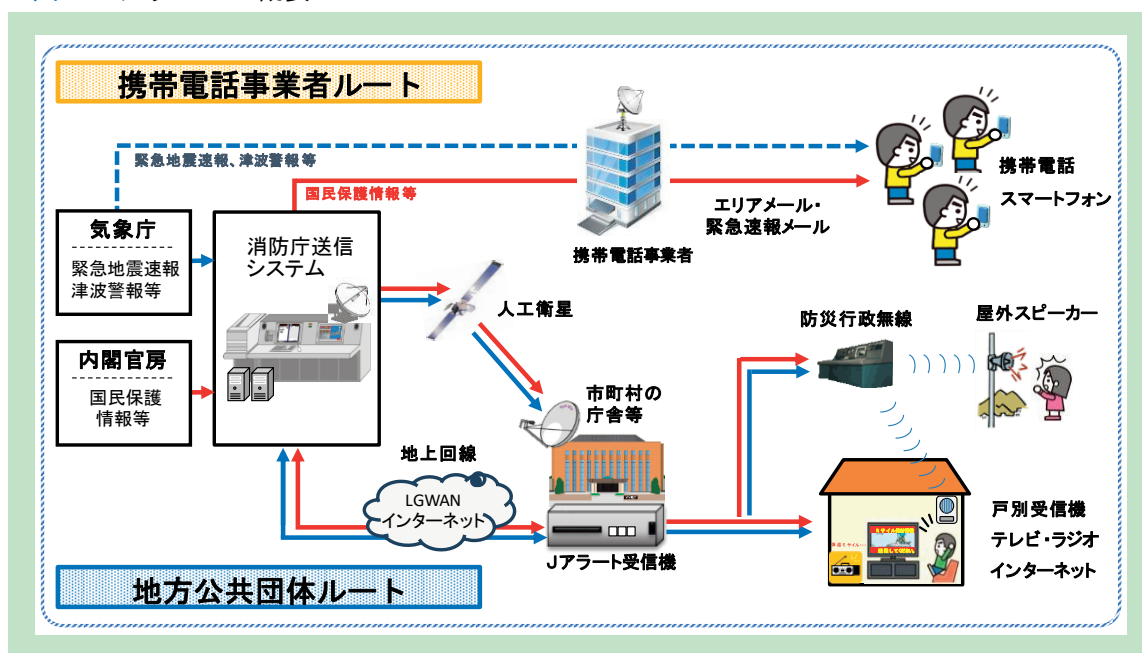 携帯電話事業者ルート
緊急地震速報、津波警報等
国民保護情報等
携帯電話
スマートフォン
エリアメール・
緊急速報メール
携帯電話事業者
気象庁
緊急地震速報
津波警報等
消防庁送信
システム
人工衛星
防災行政無線
屋外スピーカー
内閣官房
国民保護
情報等
市町村の
庁舎等
地上回線
LGWAN
インターネット
Jアラート受信機
戸別受信機
テレビ・ラジオ
インターネット
地方公共団体ルート